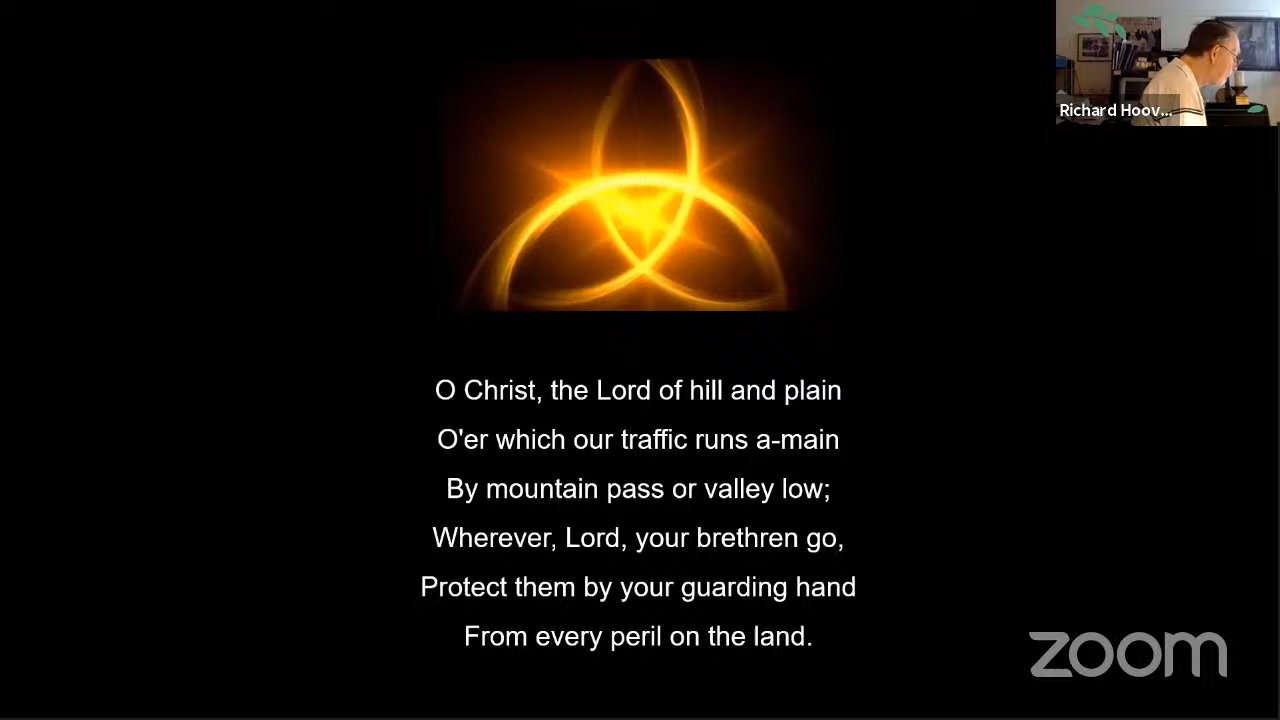 Richard Hoov...
O Christ, the Lord of hill and plain
O'er which our traffic runs a-main
By mountain pass or valley low;
Wherever, Lord, your brethren go,
Protect them by your guarding hand
From every peril on the land.
zoom